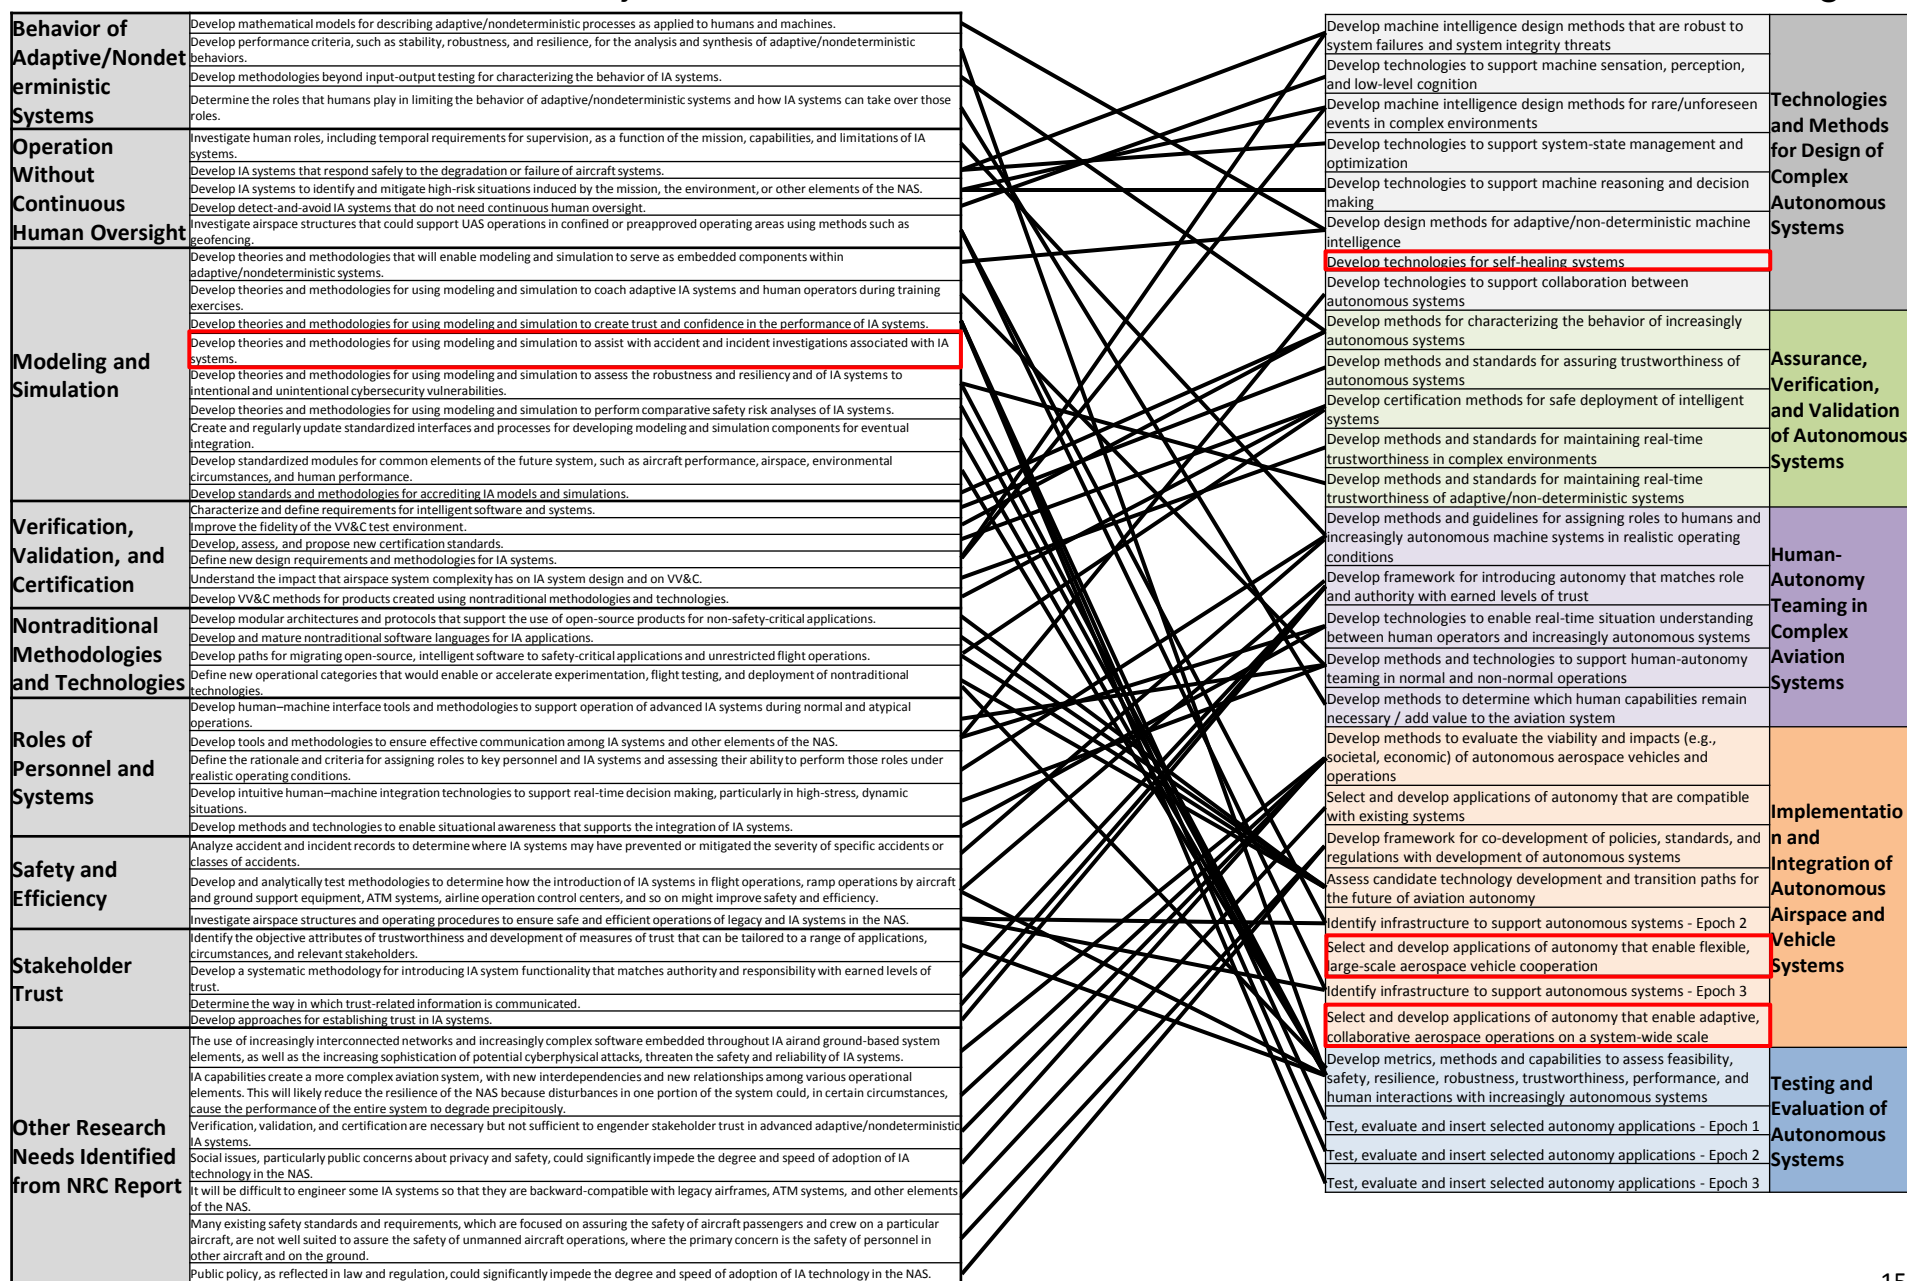 Behavior of
Adaptive/Nondet
erministic
Systems
Develop mathematical models for describing adaptive/nondeterministic processes as applied to humans and machines.
Develop performance criteria, such as stability, robustness, and resilience, for the analysis and synthesis of adaptive/nondeterministic
behaviors.
Develop methodologies beyond input-output testing for characterizing the behavior of IA systems.
Determine the roles that humans play in limiting the behavior of adaptive/nondeterministic systems and how IA systems can take over those
roles.
Operation
Without
Continuous
Human Oversight
Investigate human roles, including temporal requirements for supervision, as a function of the mission, capabilities, and limitations of IA
systems.
Develop IA systems that respond safely to the degradation or failure of aircraft systems.
Develop IA systems to identify and mitigate high-risk situations induced by the mission, the environment, or other elements of the NAS.
Develop detect-and-avoid IA systems that do not need continuous human oversight.
Investigate airspace structures that could support UAS operations in confined or preapproved operating areas using methods such as
geofencing.
Modeling and
Simulation
Develop theories and methodologies that will enable modeling and simulation to serve as embedded components within
adaptive/nondeterministic systems.
Develop theories and methodologies for using modeling and simulation to coach adaptive IA systems and human operators during training
exercises.
Develop theories and methodologies for using modeling and simulation to create trust and confidence in the performance of IA systems.
Develop theories and methodologies for using modeling and simulation to assist with accident and incident investigations associated with IA
systems.
Develop theories and methodologies for using modeling and simulation to assess the robustness and resiliency and of IA systems to
intentional and unintentional cybersecurity vulnerabilities.
Develop theories and methodologies for using modeling and simulation to perform comparative safety risk analyses of IA systems.
Create and regularly update standardized interfaces and processes for developing modeling and simulation components for eventual
integration.
Develop standardized modules for common elements of the future system, such as aircraft performance, airspace, environmental
circumstances, and human performance.
Develop standards and methodologies for accrediting IA models and simulations.
Verification,
Validation, and
Certification
Characterize and define requirements for intelligent software and systems.
Improve the fidelity of the VV&C test environment.
Develop, assess, and propose new certification standards.
Define new design requirements and methodologies for IA systems.
Understand the impact that airspace system complexity has on IA system design and on VV&C.
Develop VV&C methods for products created using nontraditional methodologies and technologies.
Nontraditional
Methodologies
and Technologies
Develop modular architectures and protocols that support the use of open-source products for non-safety-critical applications.
Develop and mature nontraditional software languages for IA applications.
Develop paths for migrating open-source, intelligent software to safety-critical applications and unrestricted flight operations.
Define new operational categories that would enable or accelerate experimentation, flight testing, and deployment of nontraditional
technologies.
Roles of
Personnel and
Systems
Develop human–machine interface tools and methodologies to support operation of advanced IA systems during normal and atypical
operations.
Develop tools and methodologies to ensure effective communication among IA systems and other elements of the NAS.
Define the rationale and criteria for assigning roles to key personnel and IA systems and assessing their ability to perform those roles under
realistic operating conditions.
Develop intuitive human–machine integration technologies to support real-time decision making, particularly in high-stress, dynamic
situations.
Develop methods and technologies to enable situational awareness that supports the integration of IA systems.
Safety and
Efficiency
Analyze accident and incident records to determine where IA systems may have prevented or mitigated the severity of specific accidents or
classes of accidents.
Develop and analytically test methodologies to determine how the introduction of IA systems in flight operations, ramp operations by aircraft
and ground support equipment, ATM systems, airline operation control centers, and so on might improve safety and efficiency.
Investigate airspace structures and operating procedures to ensure safe and efficient operations of legacy and IA systems in the NAS.
Stakeholder
Trust
Identify the objective attributes of trustworthiness and development of measures of trust that can be tailored to a range of applications,
circumstances, and relevant stakeholders.
Develop a systematic methodology for introducing IA system functionality that matches authority and responsibility with earned levels of
trust.
Determine the way in which trust-related information is communicated.
Develop approaches for establishing trust in IA systems.
Other Research
Needs Identified
from NRC Report
The use of increasingly interconnected networks and increasingly complex software embedded throughout IA airand ground-based system
elements, as well as the increasing sophistication of potential cyberphysical attacks, threaten the safety and reliability of IA systems.
IA capabilities create a more complex aviation system, with new interdependencies and new relationships among various operational
elements. This will likely reduce the resilience of the NAS because disturbances in one portion of the system could, in certain circumstances,
cause the performance of the entire system to degrade precipitously.
Verification, validation, and certification are necessary but not sufficient to engender stakeholder trust in advanced adaptive/nondeterministic
IA systems.
Social issues, particularly public concerns about privacy and safety, could significantly impede the degree and speed of adoption of IA
technology in the NAS.
It will be difficult to engineer some IA systems so that they are backward-compatible with legacy airframes, ATM systems, and other elements
of the NAS.
Many existing safety standards and requirements, which are focused on assuring the safety of aircraft passengers and crew on a particular
aircraft, are not well suited to assure the safety of unmanned aircraft operations, where the primary concern is the safety of personnel in
other aircraft and on the ground.
Public policy, as reflected in law and regulation, could significantly impede the degree and speed of adoption of IA technology in the NAS.
Develop machine intelligence design methods that are robust to
system failures and system integrity threats
Develop technologies to support machine sensation, perception,
and low-level cognition
Develop machine intelligence design methods for rare/unforeseen
events in complex environments
Develop technologies to support system-state management and
optimization
Develop technologies to support machine reasoning and decision
making
Develop design methods for adaptive/non-deterministic machine
intelligence
Develop technologies for self-healing systems
Develop technologies to support collaboration between
autonomous systems
Technologies
and Methods
for Design of
Complex
Autonomous
Systems
Develop methods for characterizing the behavior of increasingly
autonomous systems
Develop methods and standards for assuring trustworthiness of
autonomous systems
Develop certification methods for safe deployment of intelligent
systems
Develop methods and standards for maintaining real-time
trustworthiness in complex environments
Develop methods and standards for maintaining real-time
trustworthiness of adaptive/non-deterministic systems
Assurance,
Verification,
and Validation
of Autonomous
Systems
Develop methods and guidelines for assigning roles to humans and
increasingly autonomous machine systems in realistic operating
conditions
Develop framework for introducing autonomy that matches role
and authority with earned levels of trust
Develop technologies to enable real-time situation understanding
between human operators and increasingly autonomous systems
Develop methods and technologies to support human-autonomy
teaming in normal and non-normal operations
Develop methods to determine which human capabilities remain
necessary / add value to the aviation system
Human-
Autonomy
Teaming in
Complex
Aviation
Systems
Develop methods to evaluate the viability and impacts (e.g.,
societal, economic) of autonomous aerospace vehicles and
operations
Select and develop applications of autonomy that are compatible
with existing systems
Develop framework for co-development of policies, standards, and
regulations with development of autonomous systems
Assess candidate technology development and transition paths for
the future of aviation autonomy
Identify infrastructure to support autonomous systems - Epoch 2
Select and develop applications of autonomy that enable flexible,
large-scale aerospace vehicle cooperation
Identify infrastructure to support autonomous systems - Epoch 3
Select and develop applications of autonomy that enable adaptive,
collaborative aerospace operations on a system-wide scale
Implementatio
n and
Integration of
Autonomous
Airspace and
Vehicle
Systems
Develop metrics, methods and capabilities to assess feasibility,
safety, resilience, robustness, trustworthiness, performance, and
human interactions with increasingly autonomous systems
Test, evaluate and insert selected autonomy applications - Epoch 1
Test, evaluate and insert selected autonomy applications - Epoch 2
Test, evaluate and insert selected autonomy applications - Epoch 3
Testing and
Evaluation of
Autonomous
Systems
15